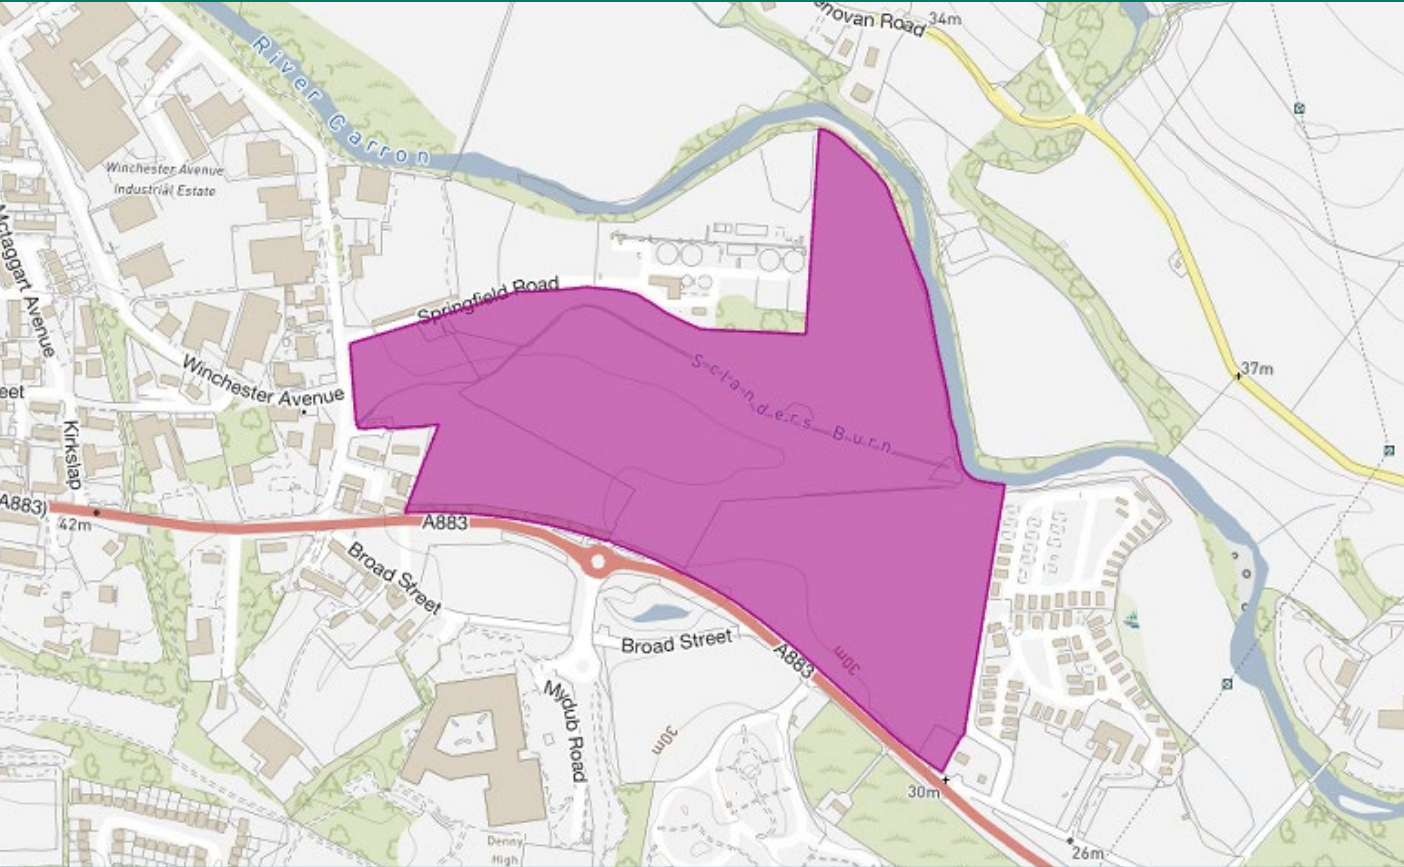 enovan Road
34m
River Carron
Winchester Avenue
Industrial Estate
Mctaggart Avenue
Springfield Road
Winchester Avenue
Sclanders Burn
37m
eet
Kirkslap
A883)
42m
A883
Broad Street
Broad Street
A883
30m
Mydub Road
30m
30m
Denny
High
26m